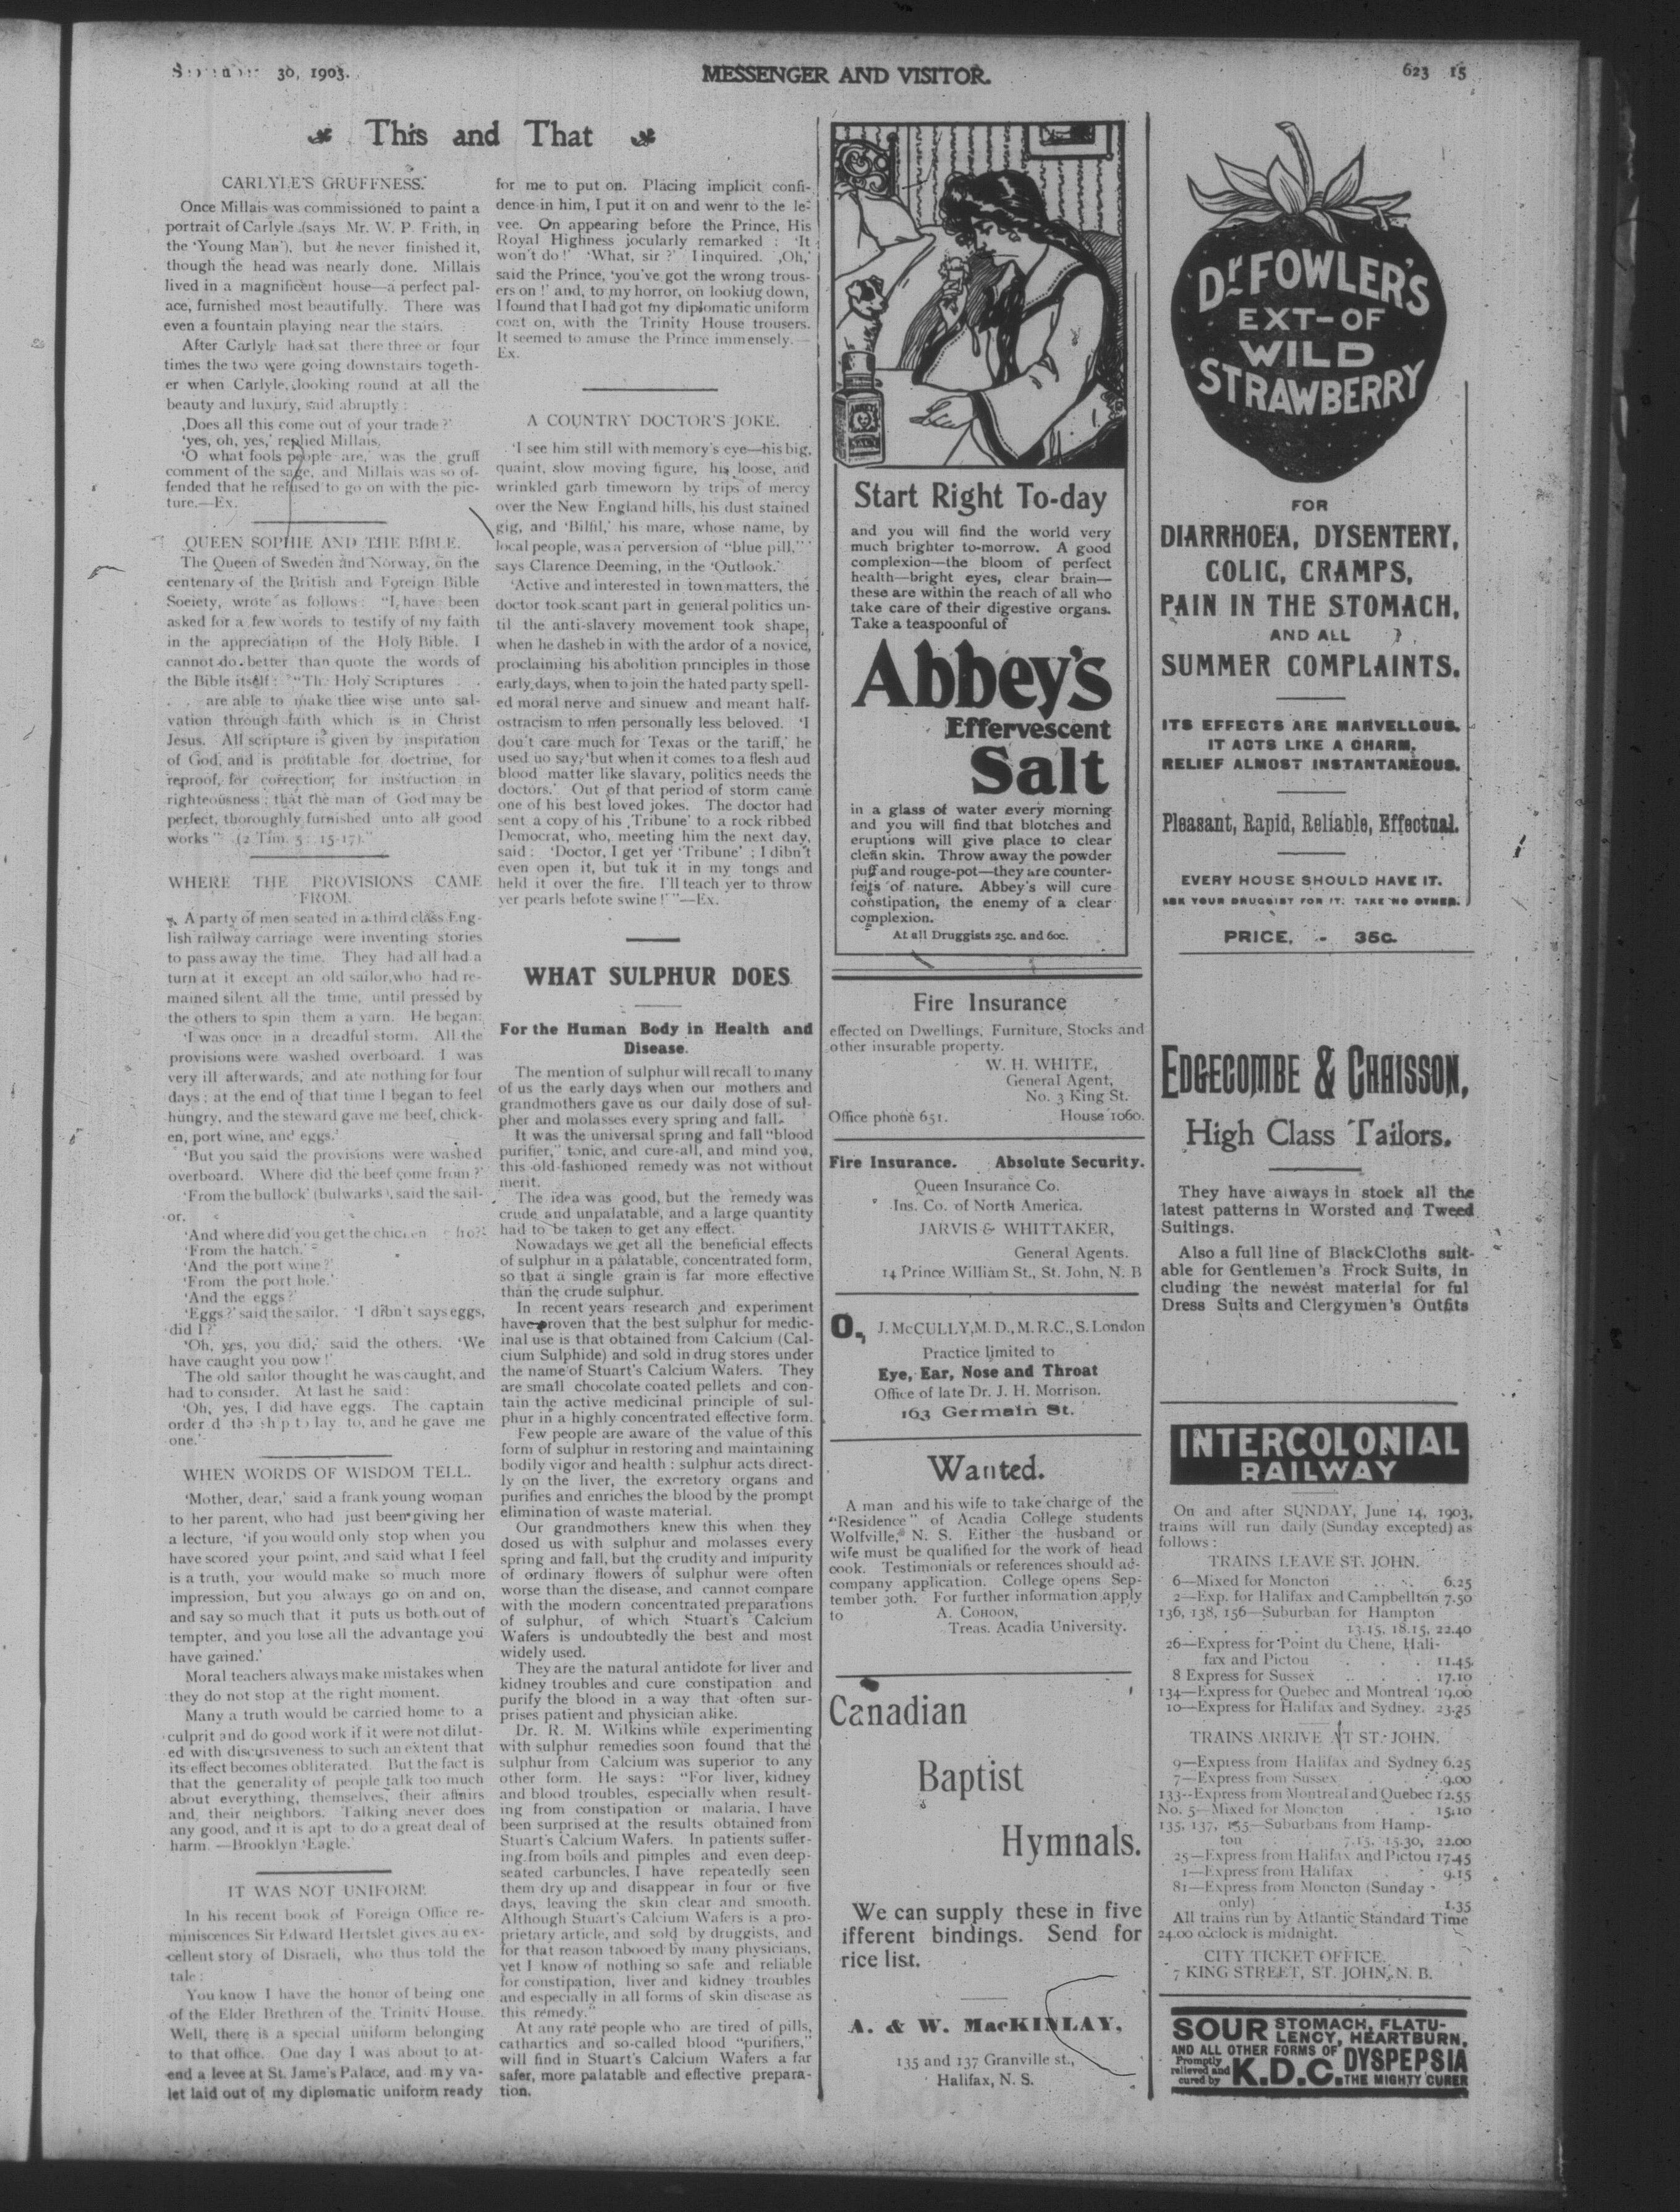 30, 1903.
MESSENGER AND VISITOR.
623 15
This and That
CARLYLE'S GRUFFNESS.
Once Millais was commissioned to paint a
portrait of Carlyle (says Mr. W. P. Frith, in
the 'Young Man'), but he never finished it,
though the head was nearly done. Millais
lived in a magnificent house—a perfect pal-
ace, furnished most beautifully. There was
even a fountain playing near the stairs.
After Carlyle had sat there three or four
times the two were going downstairs togeth-
er when Carlyle, looking round at all the
beauty and luxury, said abruptly :
,Does all this come out of your trade ?'
'yes, oh, yes,' replied Millais.
'O what fools people are,' was the gruff
comment of the sage, and Millais was so of-
fended that he refused to go on with the pic-
ture.—Ex.
QUEEN SOPHIE AND THE BIBLE.
The Queen of Sweden and Norway, on the
centenary of the British and Foreign Bible
Society, wrote as follows : "I, have been
asked for a few words to testify of my faith
in the appreciation of the Holy Bible. I
cannot do better than quote the words of
the Bible itself : "The Holy Scriptures . .
. . are able to make thee wise unto sal-
vation through faith which is in Christ
Jesus. All scripture is given by inspiration
of God, and is profitable for doctrine, for
reproof, for correction, for instruction in
righteousness ; that the man of God may be
perfect, thoroughly furnished unto all good
works" (2 Tim. 5 : 15-17)."
WHERE THE PROVISIONS CAME
FROM.
A party of men seated in a third class Eng-
lish railway carriage were inventing stories
to pass away the time. They had all had a
turn at it except an old sailor, who had re-
mained silent all the time, until pressed by
the others to spin them a yarn. He began:
'I was once in a dreadful storm. All the
provisions were washed overboard. I was
very ill afterwards, and ate nothing for four
days ; at the end of that time I began to feel
hungry, and the steward gave me beef, chick-
en, port wine, and eggs.'
'But you said the provisions were washed
overboard. Where did the beef come from ?'
'From the bullock' (bulwarks), said the sail-
or.
'And where did you get the chicken
'From the hatch.'
'And the port wine?'
'From the port hole.'
'And the eggs?'
'Eggs?' said the sailor. 'I dibn't says eggs,
did I ?'
'Oh, yes, you did,' said the others. 'We
have caught you now !'
The old sailor thought he was caught, and
had to consider. At last he said :
'Oh, yes, I did have eggs. The captain
order d the ship to lay to, and he gave me
one.'
WHEN WORDS OF WISDOM TELL.
'Mother, dear,' said a frank young woman
to her parent, who had just been giving her
a lecture, 'if you would only stop when you
have scored your point, and said what I feel
is a truth, you would make so much more
impression, but you always go on and on,
and say so much that it puts us both out of
tempter, and you lose all the advantage you
have gained.'
Moral teachers always make mistakes when
they do not stop at the right moment.
Many a truth would be carried home to a
culprit and do good work if it were not dilut-
ed with discursiveness to such an extent that
its effect becomes obliterated. But the fact is
that the generality of people talk too much
about everything, themselves, their affairs
and, their neighbors. Talking never does
any good, and it is apt to do a great deal of
harm. —Brooklyn 'Eagle.'
IT WAS NOT UNIFORM.
In his recent book of Foreign Office re-
miniscences Sir Edward Hertslet gives au ex-
cellent story of Disraeli, who thus told the
tale :
You know I have the honor of being one
of the Elder Brethren of the Trinity House.
Well, there is a special uniform belonging
to that office. One day I was about to at-
end a levee at St. Jame's Palace, and my va-
let laid out of my diplomatic uniform ready
for me to put on. Placing implicit confi-
dence in him, I put it on and wenr to the le-
vee. On appearing before the Prince, His
Royal Highness jocularly remarked : 'It
won't do !' 'What, sir ?' I inquired. ,Oh,'
said the Prince, 'you've got the wrong trous-
ers on !' and, to my horror, on lookiug down,
I found that I had got my diplomatic uniform
coat on, with the Trinity House trousers.
It seemed to amuse the Prince immensely.—
Ex.
A COUNTRY DOCTOR'S JOKE.
'I see him still with memory's eye—his big,
quaint, slow moving figure, his loose, and
wrinkled garb timeworn by trips of mercy
over the New England hills, his dust stained
gig, and 'Bilfil,' his mare, whose name, by
local people, was a perversion of "blue pill,"'
says Clarence Deeming, in the 'Outlook.'
'Active and interested in town matters, the
doctor took scant part in general politics un-
til the anti-slavery movement took shape,
when he dasheb in with the ardor of a novice,
proclaiming his abolition principles in those
early days, when to join the hated party spell-
ed moral nerve and sinuew and meant half-
ostracism to men personally less beloved. 'I
dou't care much for Texas or the tariff,' he
used uo say, 'but when it comes to a flesh aud
blood matter like slavary, politics needs the
doctors.' Out of that period of storm came
one of his best loved jokes. The doctor had
sent a copy of his ,Tribune' to a rock ribbed
Democrat, who, meeting him the next day,
said : 'Doctor, I get yer 'Tribune' ; I dibn't
even open it, but tuk it in my tongs and
held it over the fire. I'll teach yer to throw
yer pearls befote swine !'"—Ex.
WHAT SULPHUR DOES
For the Human Body in Health and
Disease.
The mention of sulphur will recall to many
of us the early days when our mothers and
grandmothers gave us our daily dose of sul-
pher and molasses every spring and fall.
It was the universal spring and fall "blood
purifier," tonic, and cure-all, and mind you,
this old-fashioned remedy was not without
merit.
The idea was good, but the remedy was
crude and unpalatable, and a large quantity
had to be taken to get any effect.
Nowadays we get all the beneficial effects
of sulphur in a palatable, concentrated form,
so that a single grain is far more effective
than the crude sulphur.
In recent years research and experiment
have proven that the best sulphur for medic-
inal use is that obtained from Calcium (Cal-
cium Sulphide) and sold in drug stores under
the name of Stuart's Calcium Wafers. They
are small chocolate coated pellets and con-
tain the active medicinal principle of sul-
phur in a highly concentrated effective form.
Few people are aware of the value of this
form of sulphur in restoring and maintaining
bodily vigor and health : sulphur acts direct-
ly on the liver, the excretory organs and
purifies and enriches the blood by the prompt
elimination of waste material.
Our grandmothers knew this when they
dosed us with sulphur and molasses every
spring and fall, but the crudity and impurity
of ordinary flowers of sulphur were often
worse than the disease, and cannot compare
with the modern concentrated preparations
of sulphur, of which Stuart's Calcium
Wafers is undoubtedly the best and most
widely used.
They are the natural antidote for liver and
kidney troubles and cure constipation and
purify the blood in a way that often sur-
prises patient and physician alike.
Dr. R. M. Wilkins while experimenting
with sulphur remedies soon found that the
sulphur from Calcium was superior to any
other form. He says : "For liver, kidney
and blood troubles, especially when result-
ing from constipation or malaria, I have
been surprised at the results obtained from
Stuart's Calcium Wafers. In patients suffer-
ing from boils and pimples and even deep-
seated carbuncles, I have repeatedly seen
them dry up and disappear in four or five
days, leaving the skin clear and smooth.
Although Stuart's Calcium Wafers is a pro-
prietary article, and sold by druggists, and
for that reason tabooed by many physicians,
yet I know of nothing so safe and reliable
for constipation, liver and kidney troubles
and especially in all forms of skin disease as
this remedy."
At any rate people who are tired of pills,
cathartics and so-called blood "purifiers,"
will find in Stuart's Calcium Wafers a far
safer, more palatable and effective prepara-
tion.
Start Right To-day
and you will find the world very
much brighter to-morrow. A good
complexion—the bloom of perfect
health—bright eyes, clear brain—
these are within the reach of all who
take care of their digestive organs.
Take a teaspoonful of
Abbey's
Effervescent
Salt
in a glass of water every morning
and you will find that blotches and
eruptions will give place to clear
clean skin. Throw away the powder
puff and rouge-pot—they are counter-
feits of nature. Abbey's will cure
constipation, the enemy of a clear
complexion.
At all Druggists 25c. and 60c.
Fire Insurance
effected on Dwellings, Furniture, Stocks and
other insurable property.
W. H. WHITE,
General Agent,
No. 3 King St.
Office phone 651. House 1060.
Fire Insurance. Absolute Security.
Queen Insurance Co.
Ins. Co. of North America.
JARVIS & WHITTAKER,
General Agents.
14 Prince William St., St. John, N. B
O. J. McCULLY, M. D., M. R. C., S. London
Practice limited to
Eye, Ear, Nose and Throat
Office of late Dr. J. H. Morrison.
163 Germain St.
Wanted.
A man and his wife to take charge of the
"Residence" of Acadia College students
Wolfville, N. S. Either the husband or
wife must be qualified for the work of head
cook. Testimonials or references should ac-
company application. College opens Sep-
tember 30th. For further information apply
to A. COHOON,
Treas. Acadia University.
Canadian
Baptist
Hymnals.
We can supply these in five
ifferent bindings. Send for
rice list.
A. & W. MacKINLAY,
135 and 137 Granville st.,
Halifax, N. S.
Dr FOWLER'S
EXT-OF
WILD
STRAWBERRY
FOR
DIARRHOEA, DYSENTERY,
COLIC, CRAMPS,
PAIN IN THE STOMACH,
AND ALL
SUMMER COMPLAINTS.
ITS EFFECTS ARE MARVELLOUS.
IT ACTS LIKE A CHARM.
RELIEF ALMOST INSTANTANEOUS.
Pleasant, Rapid, Reliable, Effectual.
EVERY HOUSE SHOULD HAVE IT.
ASK YOUR DRUGGIST FOR IT. TAKE NO OTHER.
PRICE, - 35C.
EDGECOMBE & CHAISSON,
High Class Tailors.
They have always in stock all the
latest patterns in Worsted and Tweed
Suitings.
Also a full line of Black Cloths suit-
able for Gentlemen's Frock Suits, in
cluding the newest material for ful
Dress Suits and Clergymen's Outfits
INTERCOLONIAL
RAILWAY
On and after SUNDAY, June 14, 1903,
trains will run daily (Sunday excepted) as
follows :
TRAINS LEAVE ST. JOHN.
6—Mixed for Moncton 6.25
2—Exp. for Halifax and Campbellton 7.50
136, 138, 156—Suburban for Hampton
13.15, 18.15, 22.40
26—Express for Point du Chene, Hali-
fax and Pictou 11.45
8 Express for Sussex 17.10
134—Express for Quebec and Montreal 19.00
10—Express for Halifax and Sydney. 23.25
TRAINS ARRIVE AT ST. JOHN.
9—Express from Halifax and Sydney 6.25
7—Express from Sussex 9.00
133—Express from Montreal and Quebec 12.55
No. 5—Mixed for Moncton 15.10
135, 137, 155—Suburbans from Hamp-
ton 7.15, 15.30, 22.00
25—Express from Halifax and Pictou 17.45
1—Express from Halifax 9.15
81—Express from Moncton (Sunday
only) 1.35
All trains run by Atlantic Standard Time
24.00 o'clock is midnight.
CITY TICKET OFFICE.
7 KING STREET, ST. JOHN, N. B.
SOUR STOMACH, FLATU-
LENCY, HEARTBURN,
AND ALL OTHER FORMS OF DYSPEPSIA
Promptly relieved and cured by K.D.C. THE MIGHTY CURER